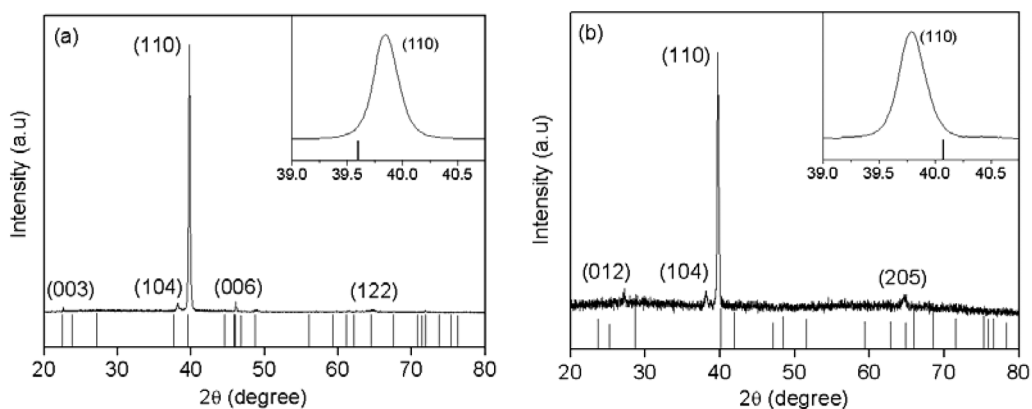 (a)
(110)
(110)
39.0 39.5 40.0 40.5
Intensity (a.u)
(003) (104) (006) (122)
20 30 40 50 60 70 80
2θ (degree)
(b)
(110)
(110)
39.0 39.5 40.0 40.5
Intensity (a.u)
(012) (104) (205)
20 30 40 50 60 70 80
2θ (degree)